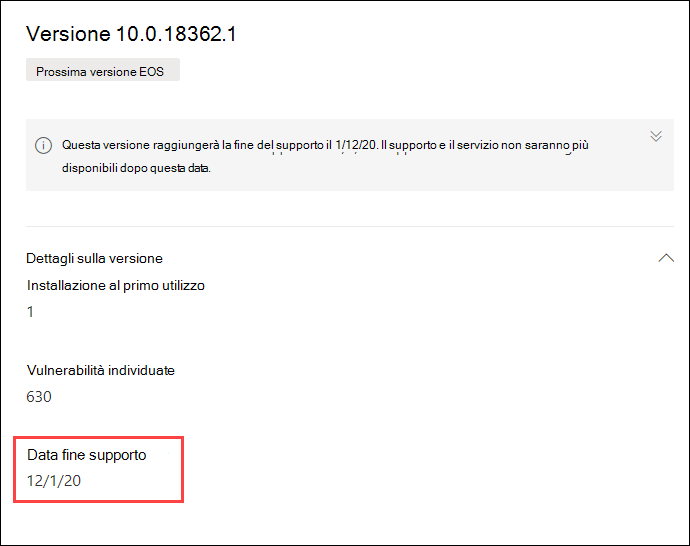 Versione 10.0.18362.1
Prossima versione EOS
Questa versione raggiungerà la fine del supporto il 1/12/20. Il supporto e il servizio non saranno più
disponibili dopo questa data.
Dettagli sulla versione
Installazione al primo utilizzo
1
Vulnerabilità individuate
630
Data fine supporto
12/1/20